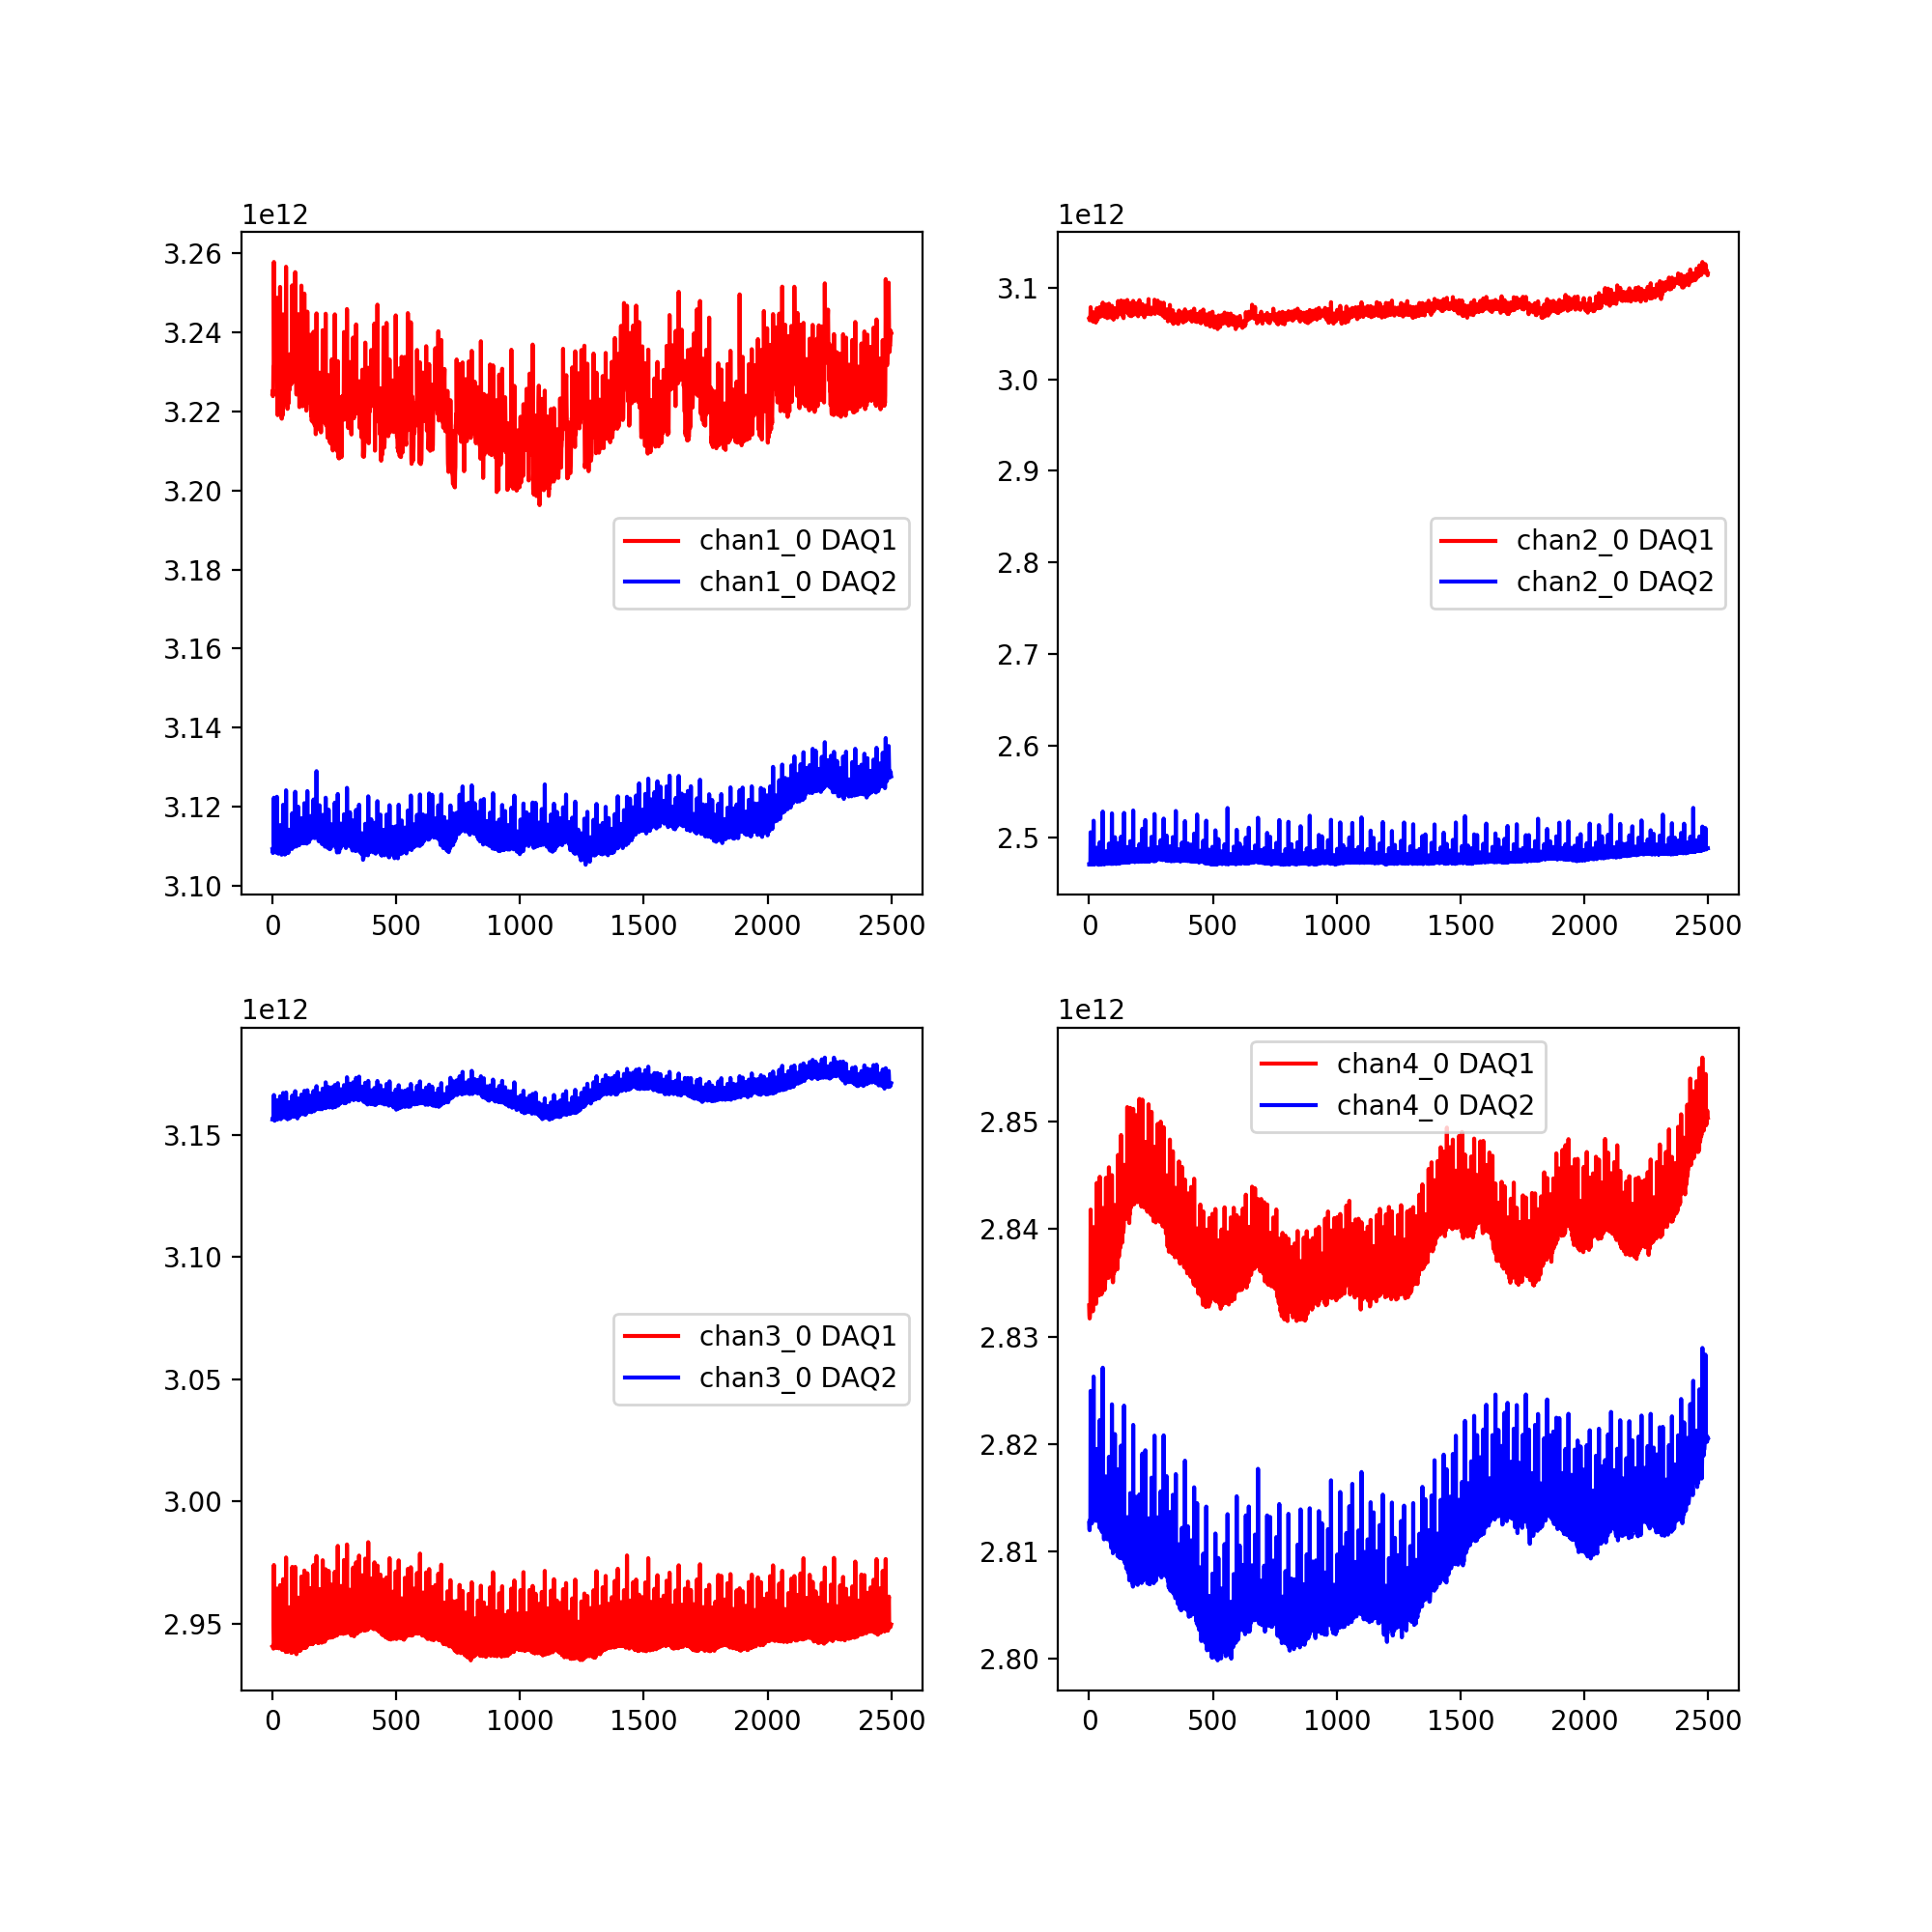 1e12
3.26
3.24
3.22
3.20
3.18
3.16
3.14
3.12
3.10
chan1_0 DAQ1
chan1_0 DAQ2
0 500 1000 1500 2000 2500
1e12
3.1
3.0
2.9
2.8
2.7
2.6
2.5
chan2_0 DAQ1
chan2_0 DAQ2
0 500 1000 1500 2000 2500
1e12
3.15
3.10
3.05
3.00
2.95
chan3_0 DAQ1
chan3_0 DAQ2
0 500 1000 1500 2000 2500
1e12
chan4_0 DAQ1
chan4_0 DAQ2
2.85
2.84
2.83
2.82
2.81
2.80
0 500 1000 1500 2000 2500